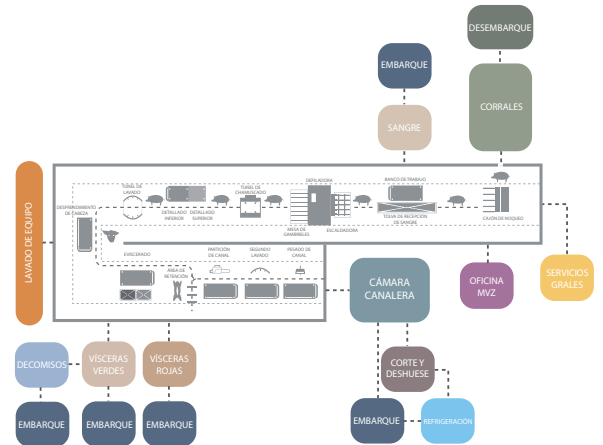 DESEMBARQUE
EMBARQUE
CORRALES
SANGRE
LAVADO DE EQUIPO
DESPRENDIMIENTO
DE CABEZA
TUNEL DE
LAVADO
DETALLADO
INFERIOR
DETALLADO
SUPERIOR
TUNEL DE
CHAMUSCADO
DEPILADORA
MESA DE
GAMBRELES
ESCALDADORA
BANCO DE TRABAJO
TOLVA DE RECEPCIÓN
DE SANGRE
CAJÓN DE NOQUEO
EVISCERADO
ÁREA DE
RETENCIÓN
PARTICIÓN
DE CANAL
SEGUNDO
LAVADO
PESADO DE
CANAL
CÁMARA
CANALERA
OFICINA
MVZ
SERVICIOS
GRALES
DECOMISOS
VÍSCERAS
VERDES
VÍSCERAS
ROJAS
CORTE Y
DESHUESE
EMBARQUE
EMBARQUE
EMBARQUE
EMBARQUE
REFRIGERACIÓN